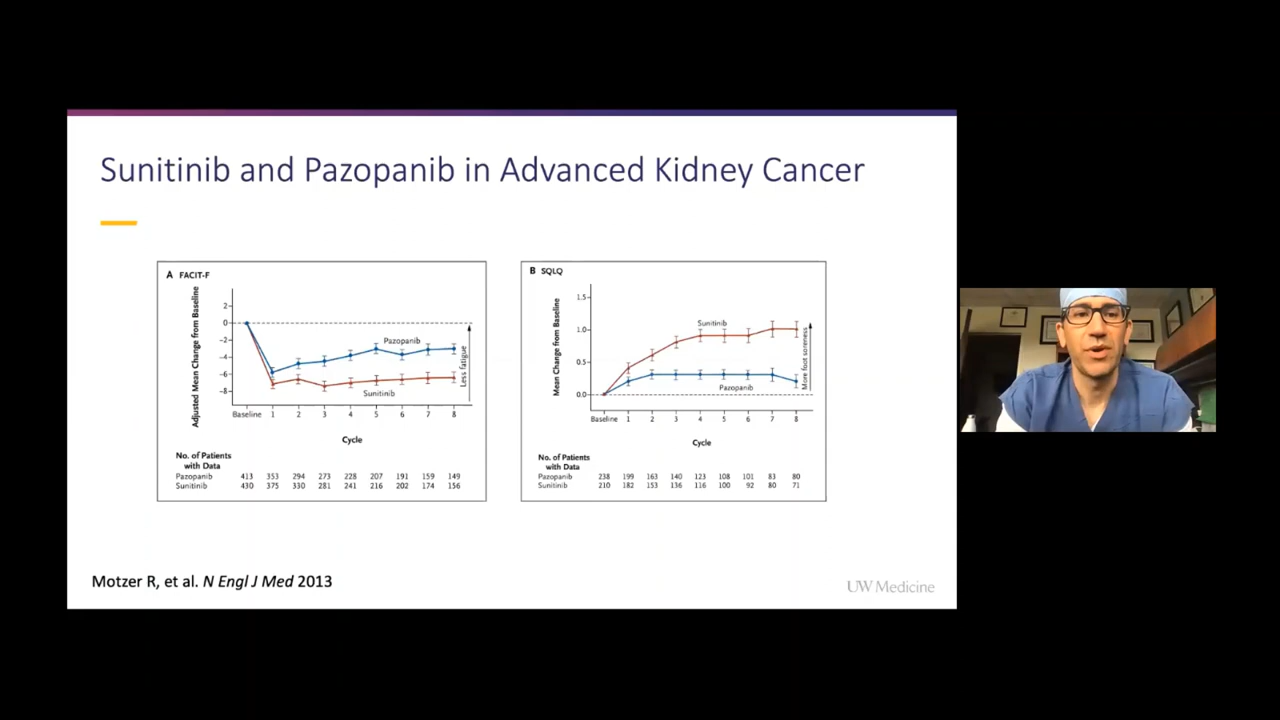 Sunitinib and Pazopanib in Advanced Kidney Cancer
A FACIT-F
Adjusted Mean Change from Baseline
2
0
-2
-4
-6
-8
Pazopanib
Sunitinib
Less fatigue
Baseline 1 2 3 4 5 6 7 8
Cycle
No. of Patients
with Data
Pazopanib 413 353 294 273 228 207 191 159 149
Sunitinib 430 375 330 281 241 216 202 174 156
B SQLQ
Mean Change from Baseline
1.5
1.0
0.5
0.0
Sunitinib
Pazopanib
More foot soreness
Baseline 1 2 3 4 5 6 7 8
Cycle
No. of Patients
with Data
Pazopanib 238 199 163 140 123 108 101 83 80
Sunitinib 210 182 153 136 116 100 92 80 71
Motzer R, et al. N Engl J Med 2013
UW Medicine